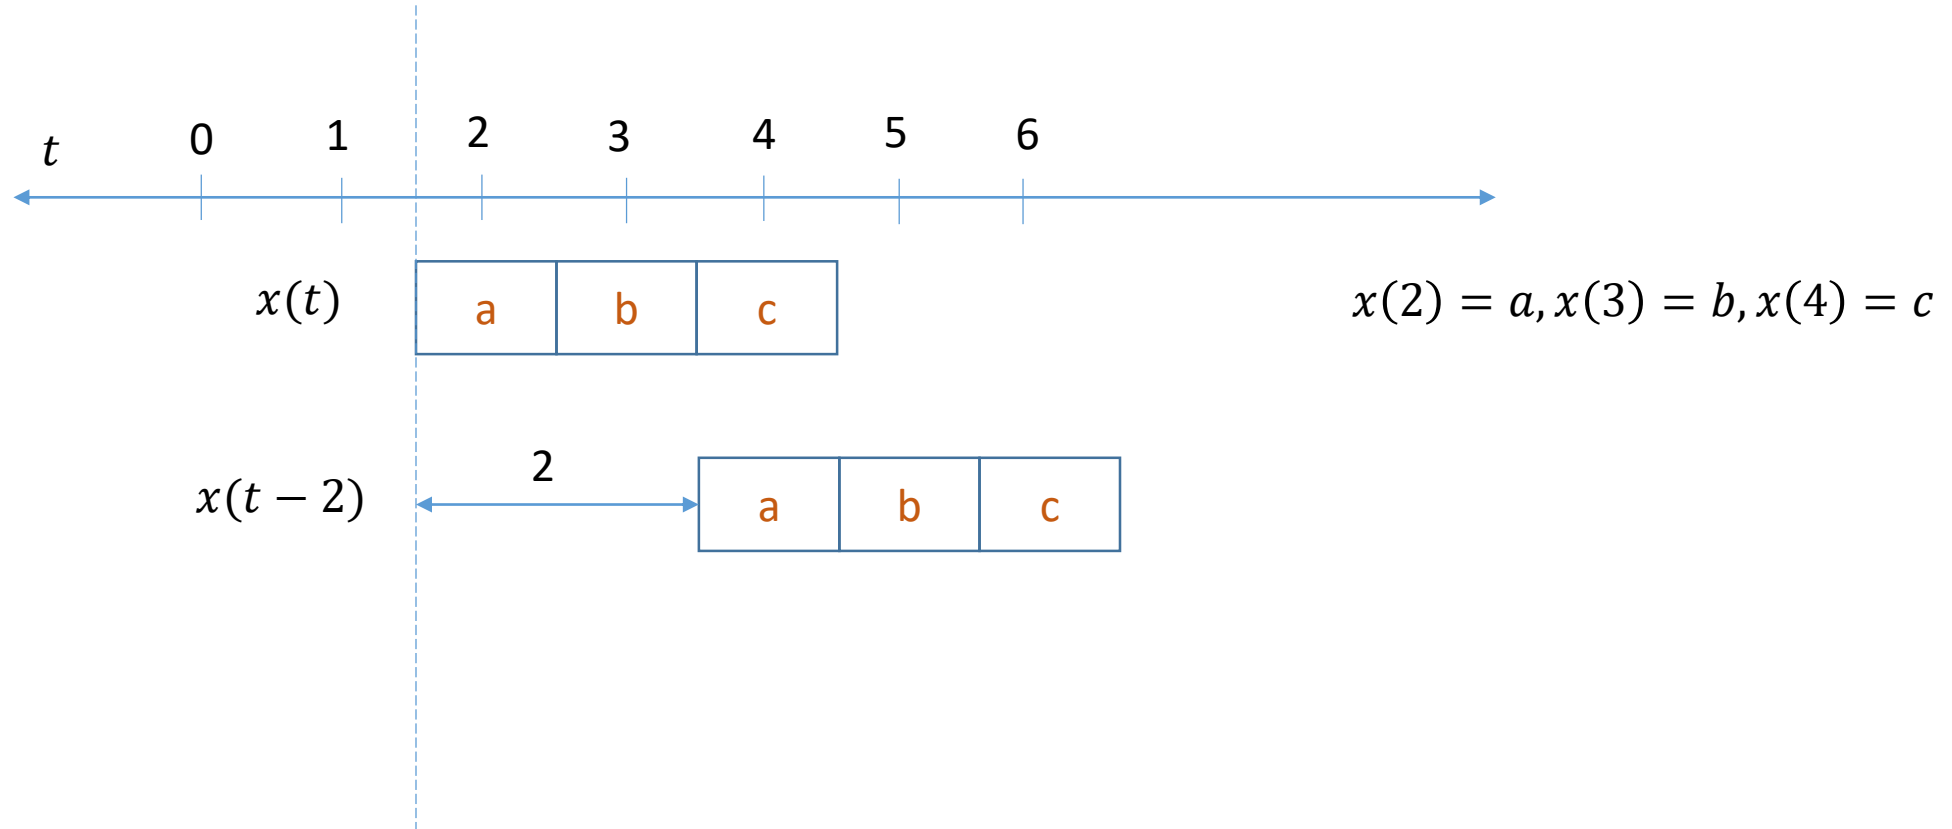 t 0 1 2 3 4 5 6
x(t) a b c x(2) = a, x(3) = b, x(4) = c
x(t − 2) 2 a b c